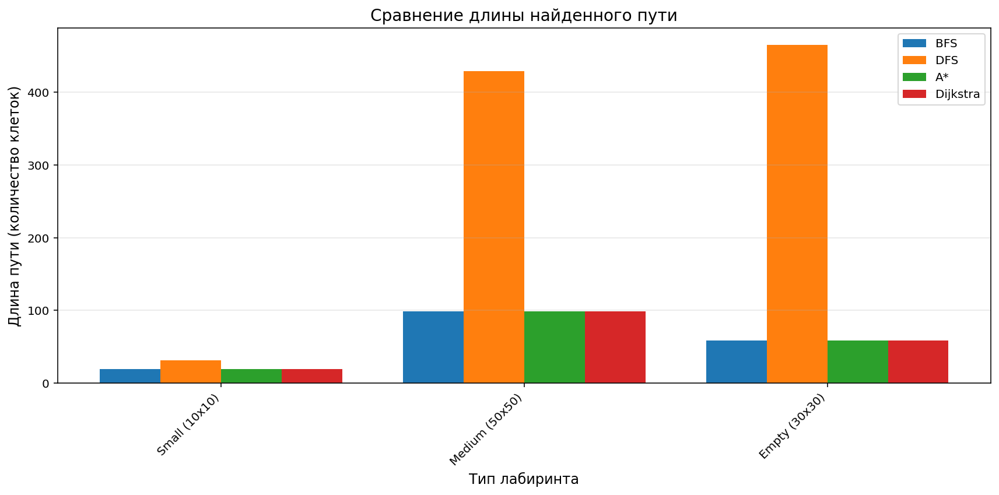 Сравнение длины найденного пути
BFS
DFS
A*
Dijkstra
Длина пути (количество клеток)
400
300
200
100
0
Small (10x10)
Medium (50x50)
Empty (30x30)
Тип лабиринта